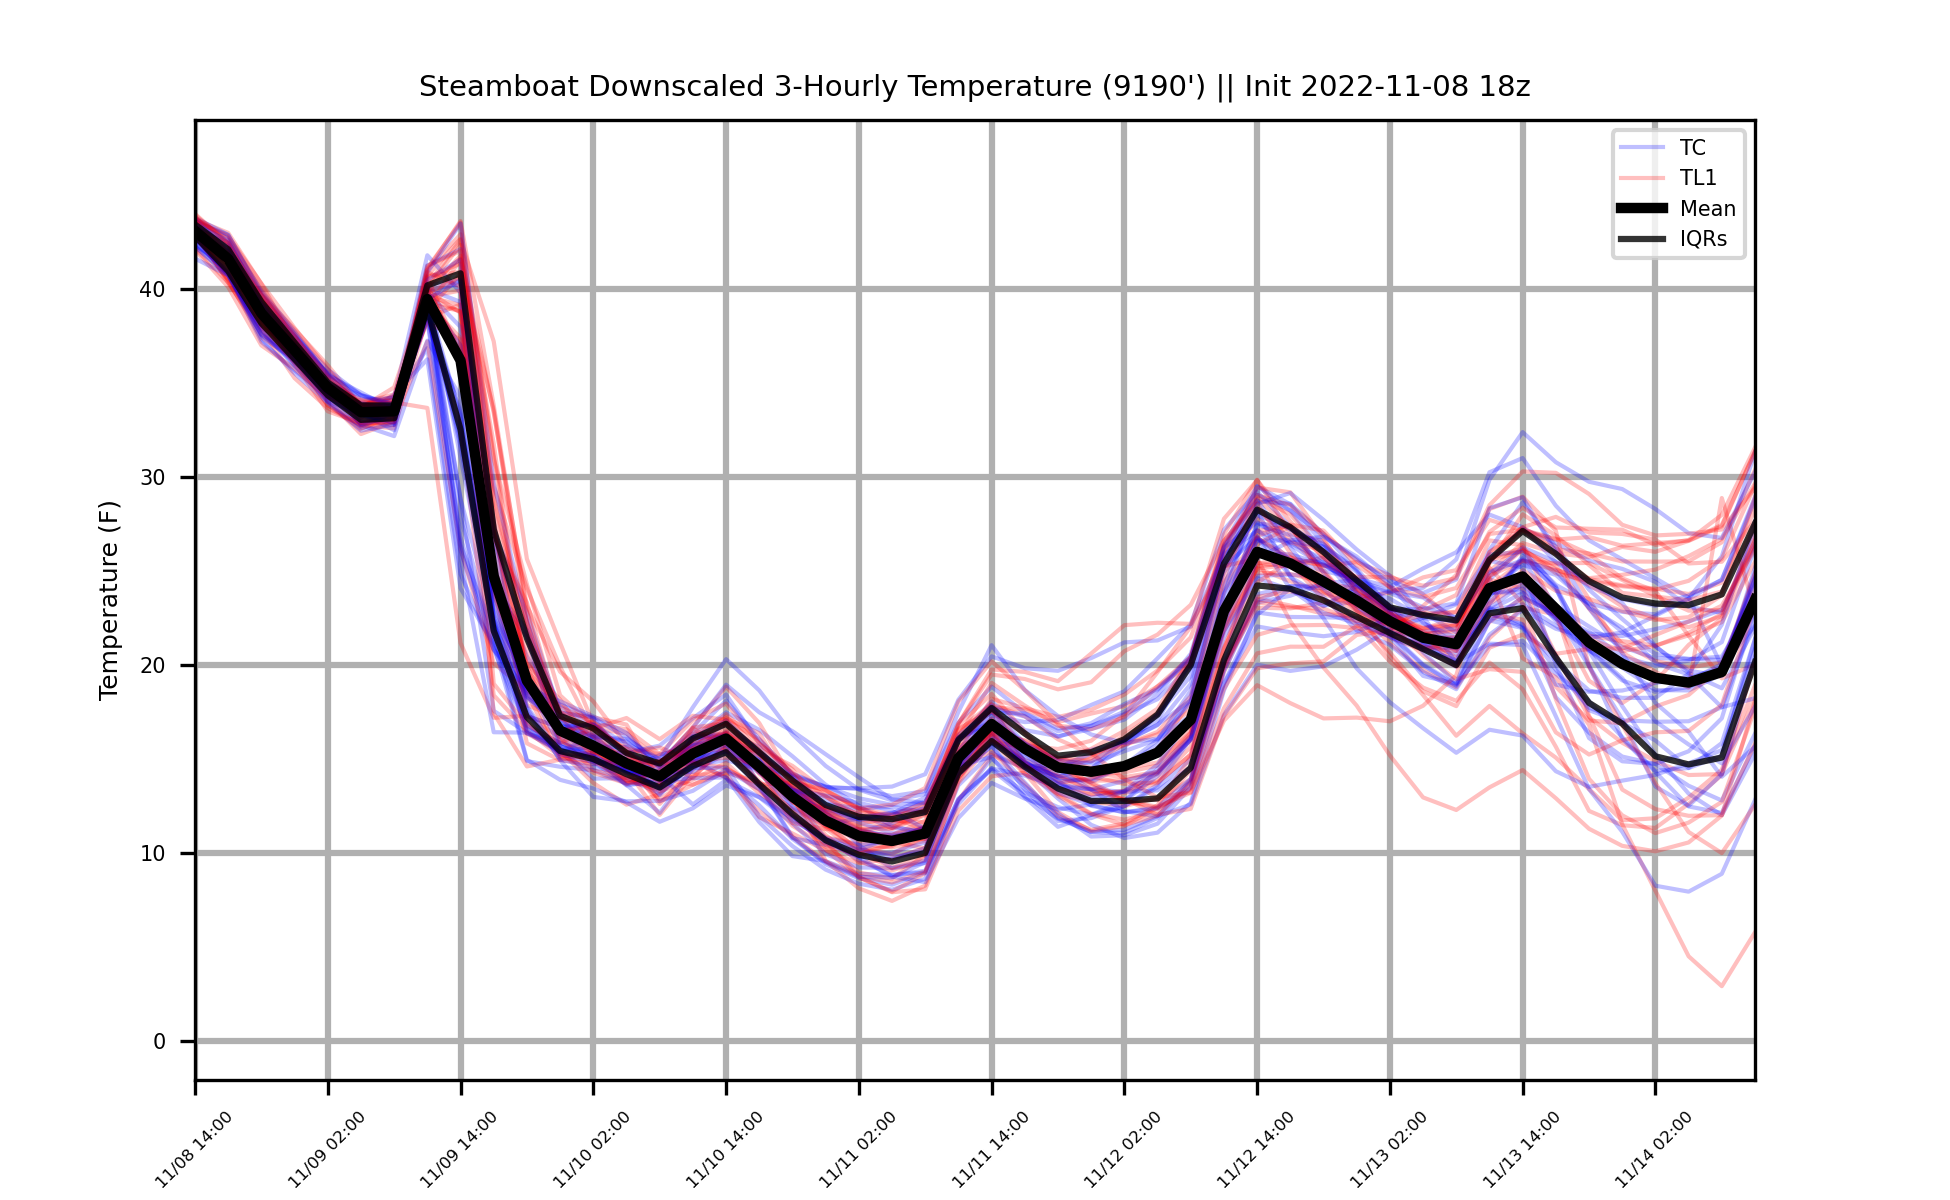 Steamboat Downscaled 3-Hourly Temperature (9190') || Init 2022-11-08 18z
TC
TL1
Mean
IQRs
Temperature (F)
40
30
20
10
0
11/08 14:00
11/09 02:00
11/09 14:00
11/10 02:00
11/10 14:00
11/11 02:00
11/11 14:00
11/12 02:00
11/12 14:00
11/13 02:00
11/13 14:00
11/14 02:00